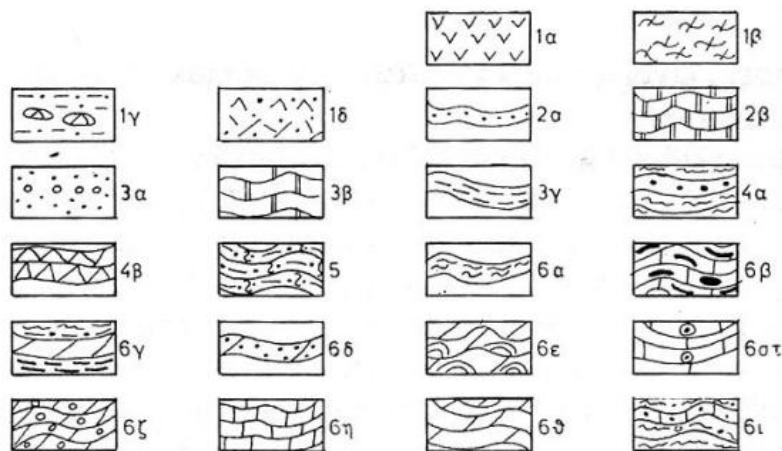 1α 1β
1γ 1δ 2α 2β
3α 3β 3γ 4α
4β 5 6α 6β
6γ 6δ 6ε 6στ
6ζ 6η 6θ 6ι